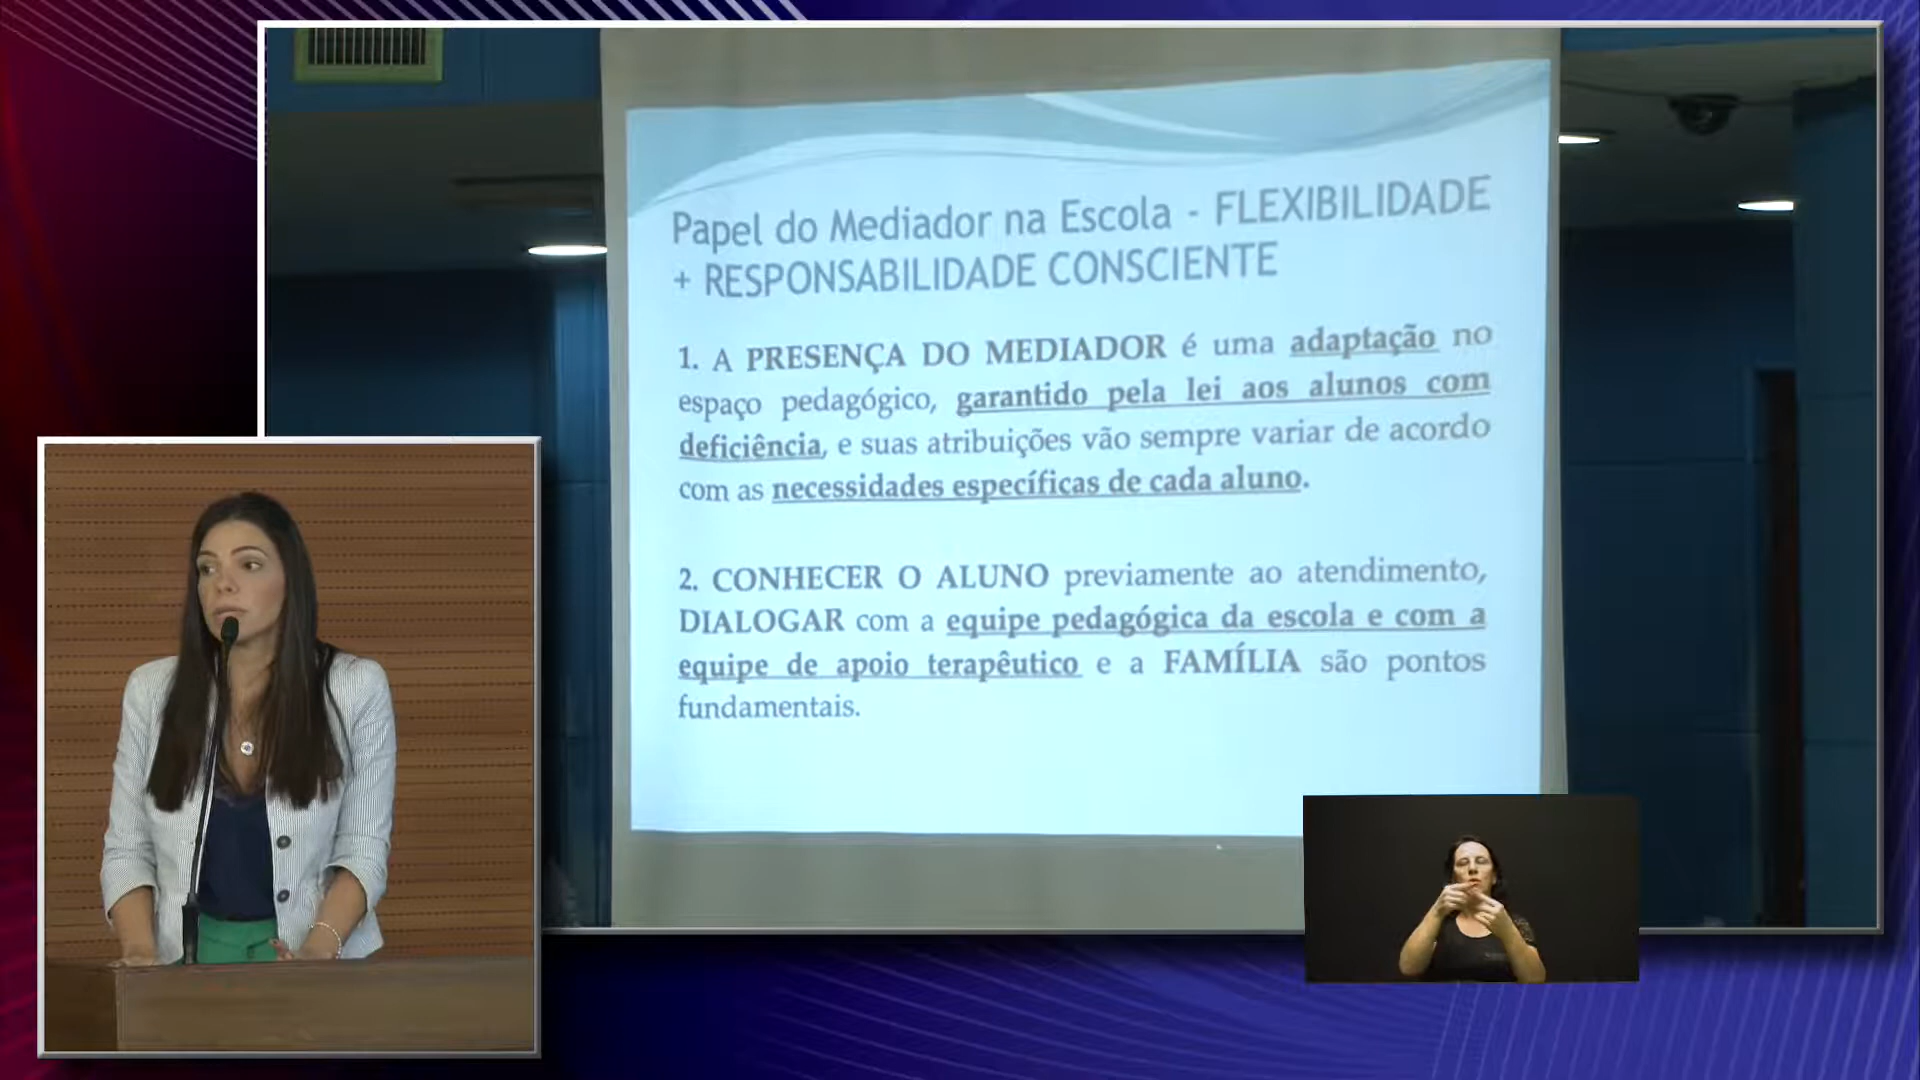 Papel do Mediador na Escola - FLEXIBILIDADE
+ RESPONSABILIDADE CONSCIENTE
1. A PRESENÇA DO MEDIADOR é uma adaptação no
espaço pedagógico, garantido pela lei aos alunos com
deficiência, e suas atribuições vão sempre variar de acordo
com as necessidades específicas de cada aluno.
2. CONHECER O ALUNO previamente ao atendimento,
DIALOGAR com a equipe pedagógica da escola e com a
equipe de apoio terapêutico e a FAMÍLIA são pontos
fundamentais.